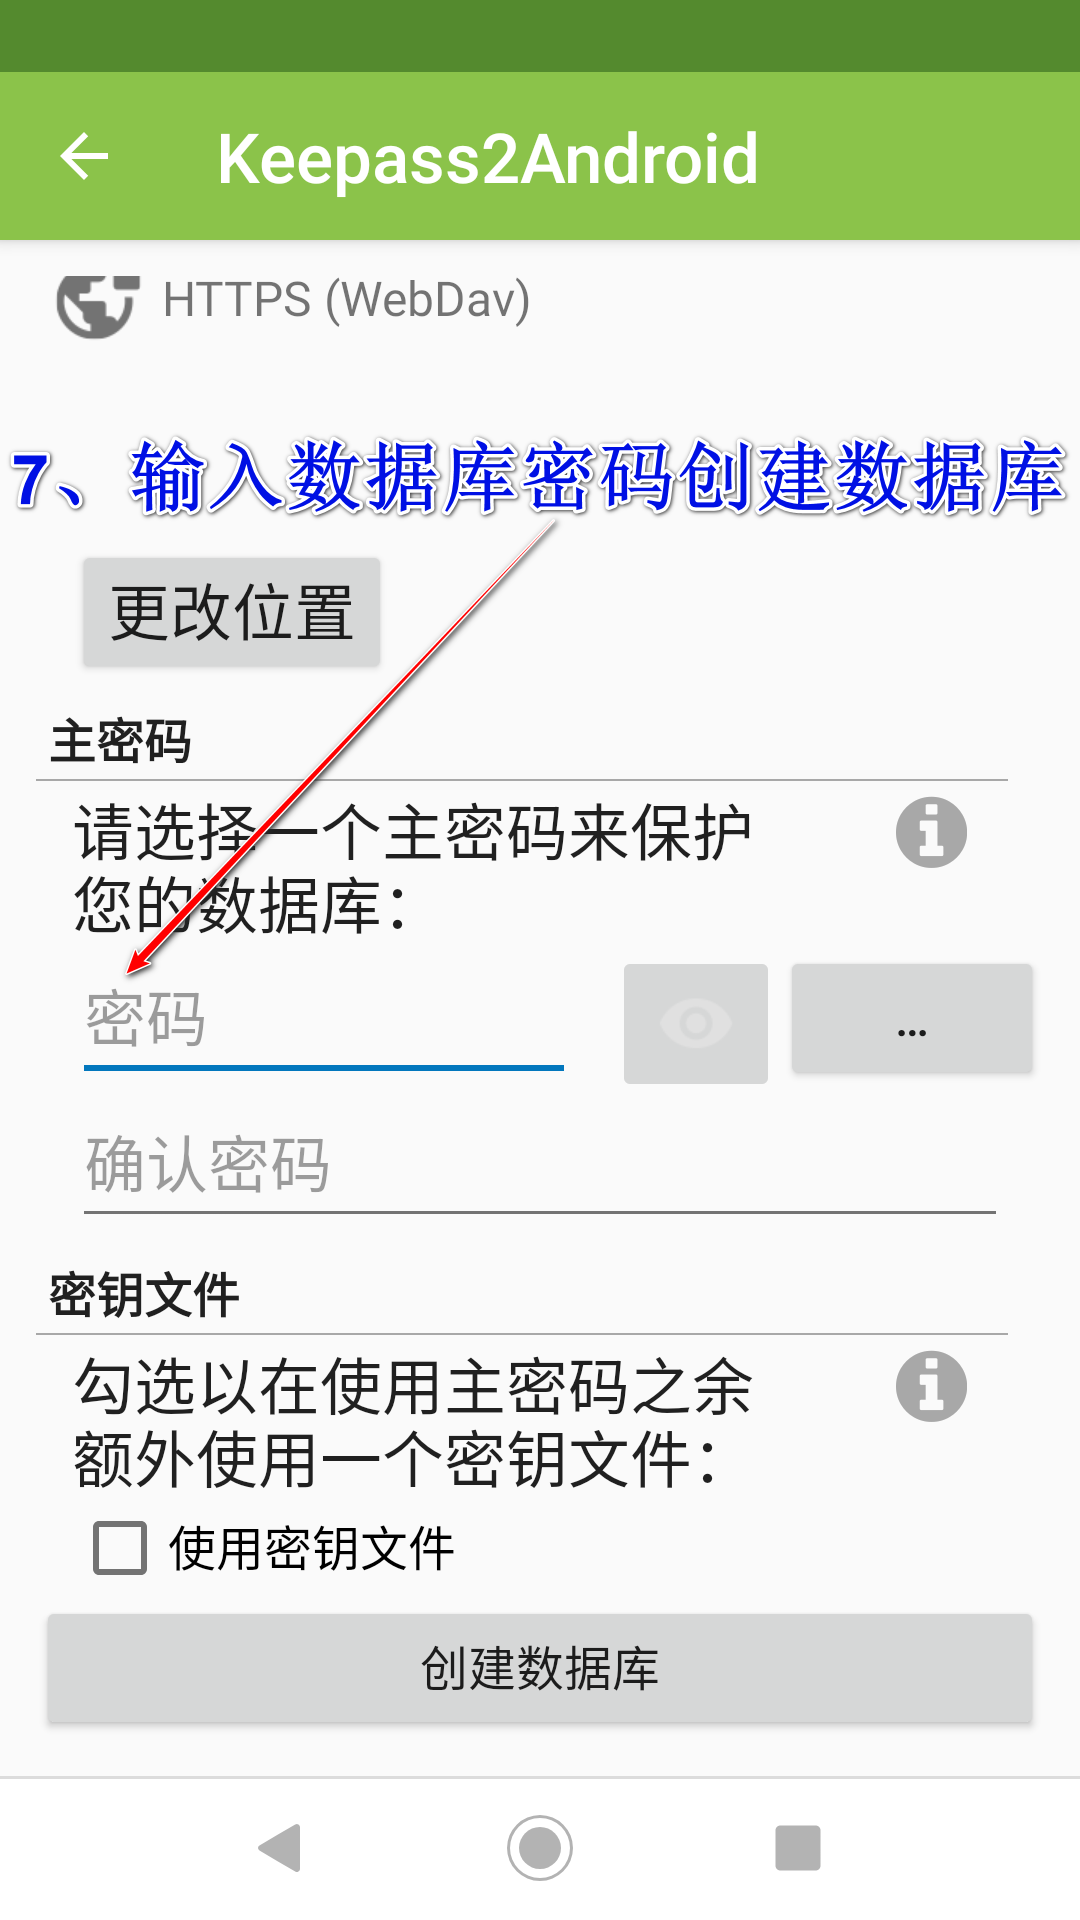 Keepass2Android
HTTPS (WebDav)
7、输入数据库密码创建数据库
更改位置
主密码
请选择一个主密码来保护
您的数据库：
密码
...
确认密码
密钥文件
勾选以在使用主密码之余
额外使用一个密钥文件：
使用密钥文件
创建数据库